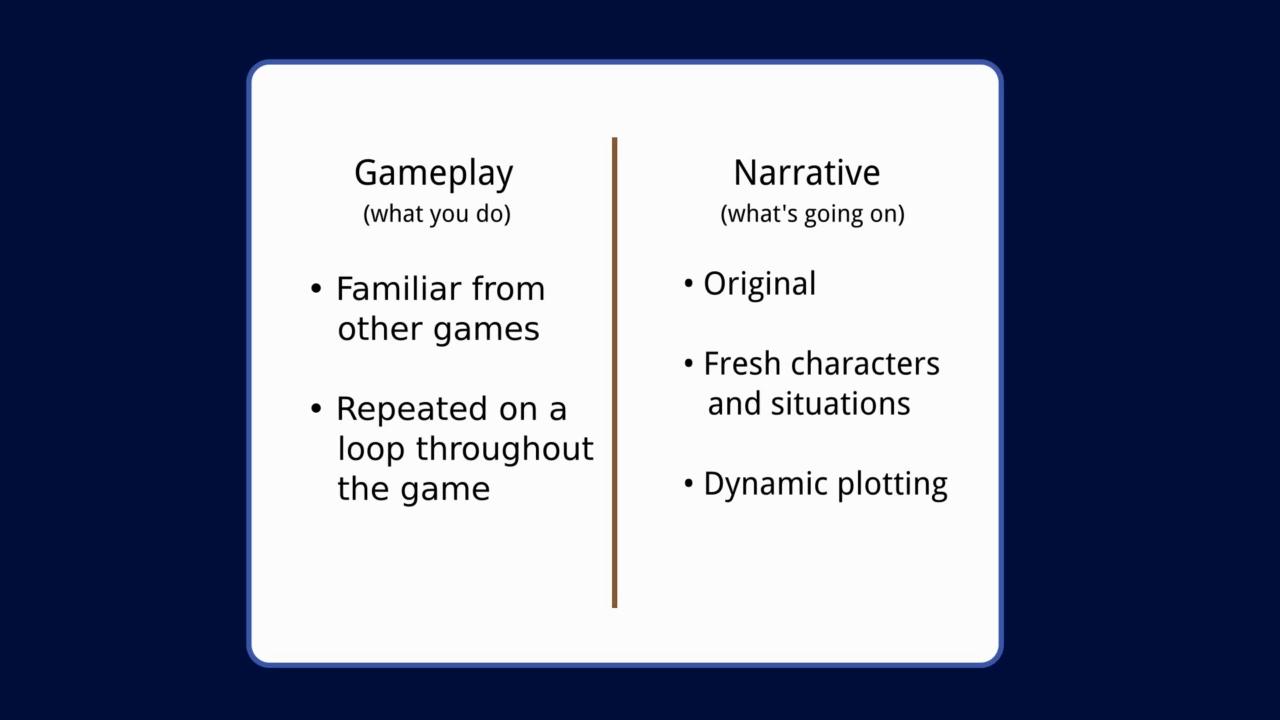 Gameplay
(what you do)
• Familiar from
other games
• Repeated on a
loop throughout
the game
Narrative
(what's going on)
• Original
• Fresh characters
and situations
• Dynamic plotting